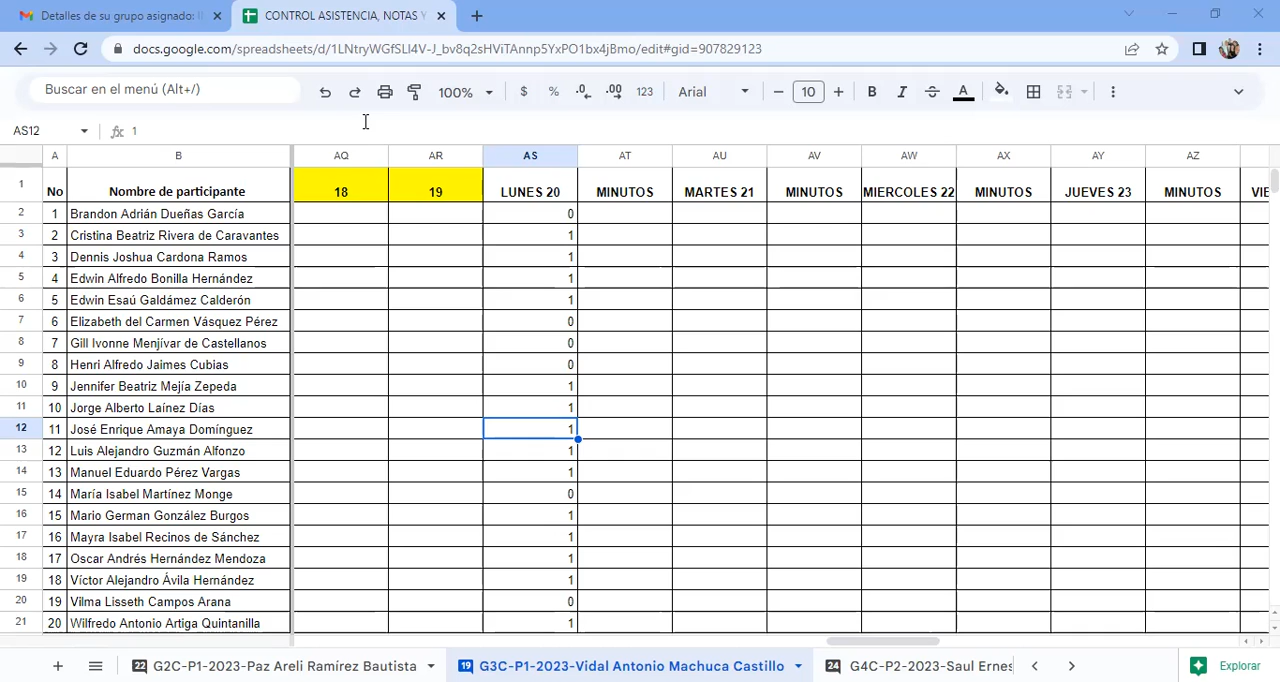 Detalles de su grupo asignado: I
CONTROL ASISTENCIA, NOTAS Y
docs.google.com/spreadsheets/d/1LNtryWGfSLl4V-J_bv8q2sHViTAnnp5YxPO1bx4jBmo/edit#gid=907829123
Buscar en el menú (Alt+/) 100% $ % .0 .00 123 Arial 10 B I A
AS12 fx 1
A B AQ AR AS AT AU AV AW AX AY AZ
1 No Nombre de participante 18 19 LUNES 20 MINUTOS MARTES 21 MINUTOS MIERCOLES 22 MINUTOS JUEVES 23 MINUTOS VIE
2 1 Brandon Adrián Dueñas García 0
3 2 Cristina Beatriz Rivera de Caravantes 1
4 3 Dennis Joshua Cardona Ramos 1
5 4 Edwin Alfredo Bonilla Hernández 1
6 5 Edwin Esaú Galdámez Calderón 1
7 6 Elizabeth del Carmen Vásquez Pérez 0
8 7 Gill Ivonne Menjívar de Castellanos 0
9 8 Henri Alfredo Jaimes Cubias 0
10 9 Jennifer Beatriz Mejía Zepeda 1
11 10 Jorge Alberto Laínez Días 1
12 11 José Enrique Amaya Domínguez 1
13 12 Luis Alejandro Guzmán Alfonzo 1
14 13 Manuel Eduardo Pérez Vargas 1
15 14 María Isabel Martínez Monge 0
16 15 Mario German González Burgos 1
17 16 Mayra Isabel Recinos de Sánchez 1
18 17 Oscar Andrés Hernández Mendoza 1
19 18 Víctor Alejandro Ávila Hernández 1
20 19 Vilma Lisseth Campos Arana 0
21 20 Wilfredo Antonio Artiga Quintanilla 1
22 G2C-P1-2023-Paz Areli Ramírez Bautista 19 G3C-P1-2023-Vidal Antonio Machuca Castillo 24 G4C-P2-2023-Saul Ernes Explorar